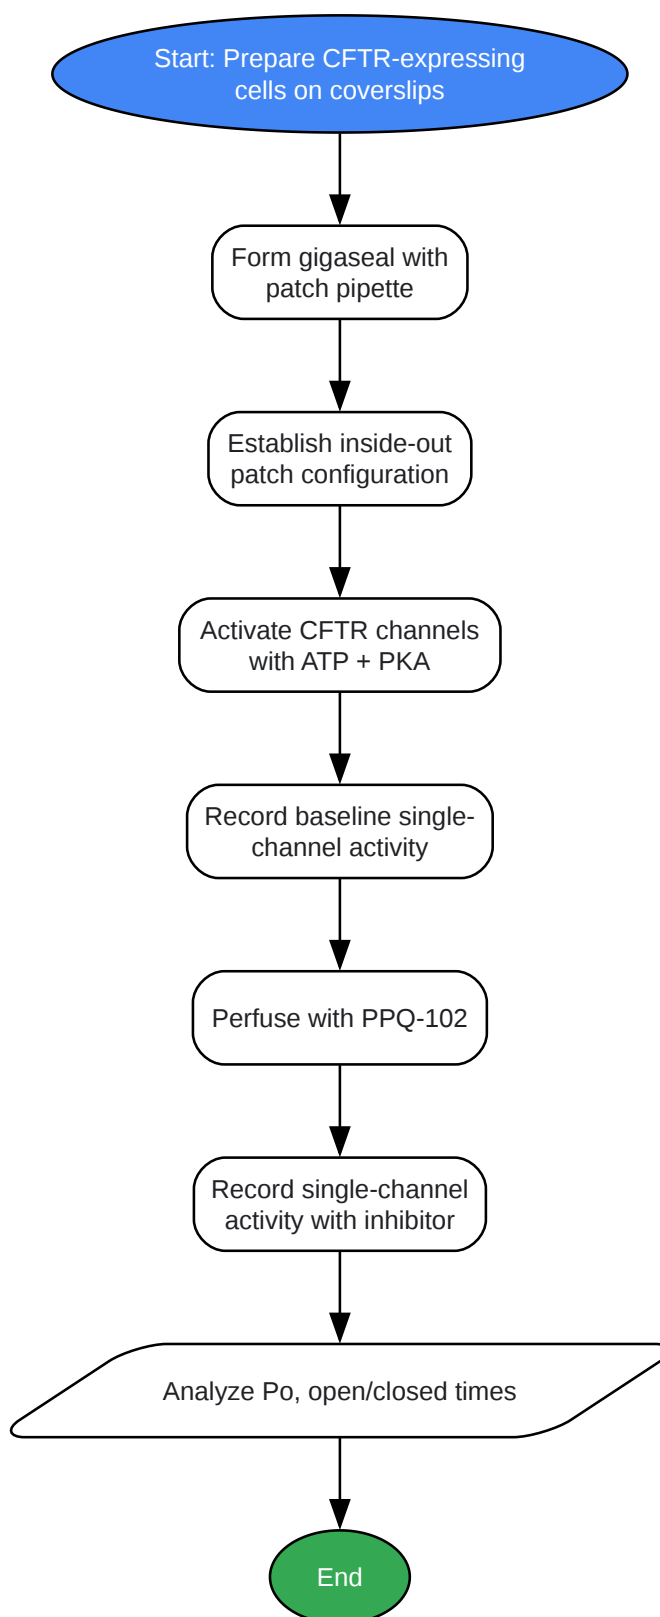 Start: Prepare CFTR-expressing
cells on coverslips
Form gigaseal with
patch pipette
Establish inside-out
patch configuration
Activate CFTR channels
with ATP + PKA
Record baseline single-
channel activity
Perfuse with PPQ-102
Record single-channel
activity with inhibitor
Analyze Po, open/closed times
End